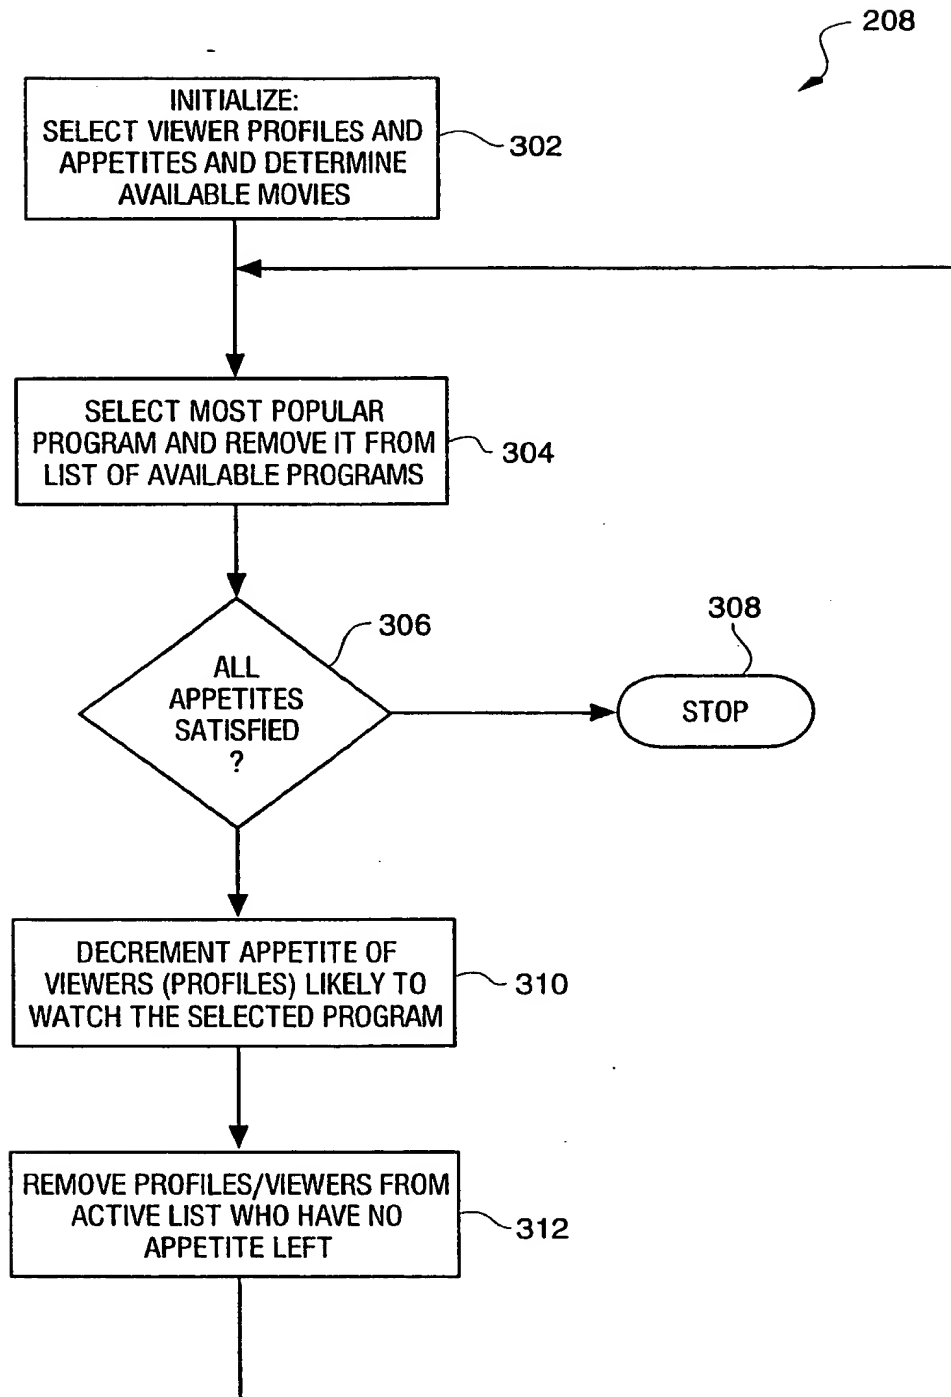 208
INITIALIZE:
SELECT VIEWER PROFILES AND
APPETITES AND DETERMINE
AVAILABLE MOVIES
302
SELECT MOST POPULAR
PROGRAM AND REMOVE IT FROM
LIST OF AVAILABLE PROGRAMS
304
306
ALL
APPETITES
SATISFIED
?
308
STOP
DECREMENT APPETITE OF
VIEWERS (PROFILES) LIKELY TO
WATCH THE SELECTED PROGRAM
310
REMOVE PROFILES/VIEWERS FROM
ACTIVE LIST WHO HAVE NO
APPETITE LEFT
312